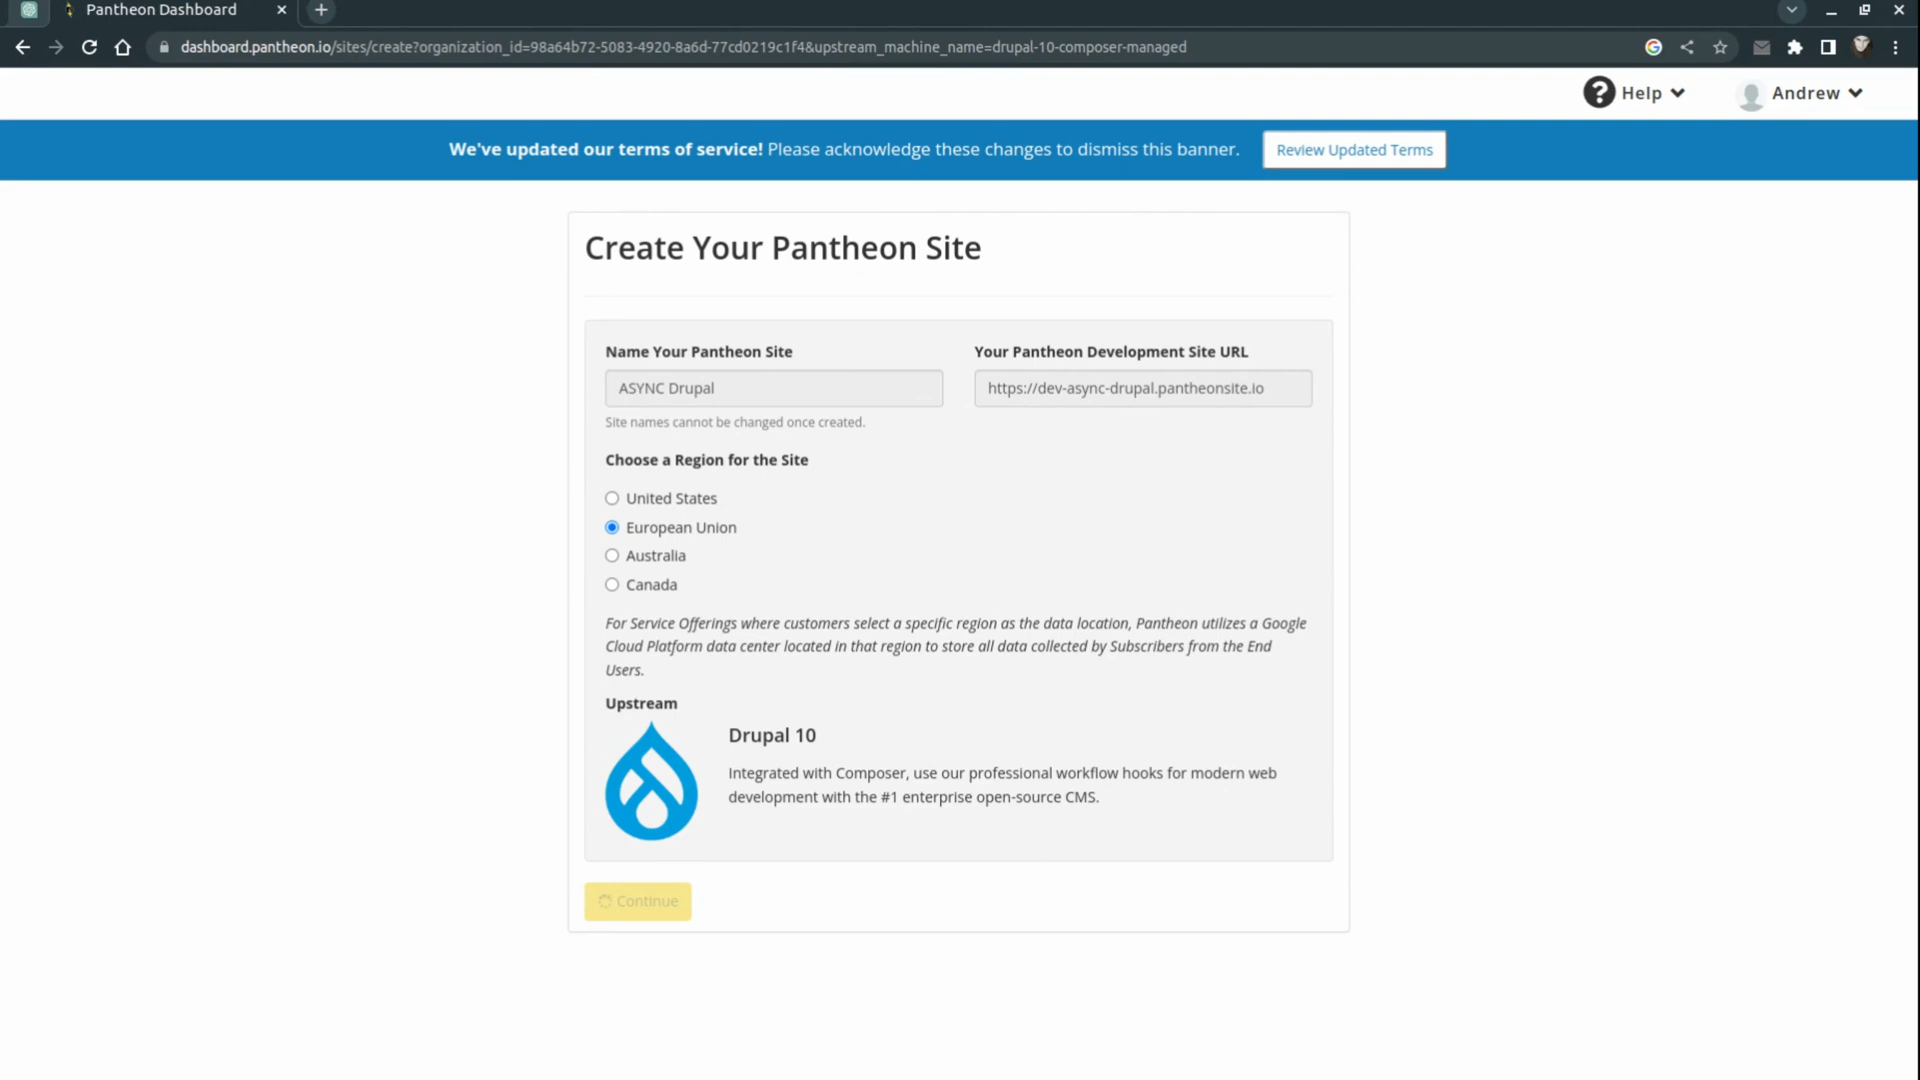 Pantheon Dashboard
dashboard.pantheon.io/sites/create?organization_id=98a64b72-5083-4920-8a6d-77cd0219c1f4&upstream_machine_name=drupal-10-composer-managed
Help
Andrew
We've updated our terms of service! Please acknowledge these changes to dismiss this banner.
Review Updated Terms
Create Your Pantheon Site
Name Your Pantheon Site
Your Pantheon Development Site URL
ASYNC Drupal
https://dev-async-drupal.pantheonsite.io
Site names cannot be changed once created.
Choose a Region for the Site
United States
European Union
Australia
Canada
For Service Offerings where customers select a specific region as the data location, Pantheon utilizes a Google
Cloud Platform data center located in that region to store all data collected by Subscribers from the End
Users.
Upstream
Drupal 10
Integrated with Composer, use our professional workflow hooks for modern web
development with the #1 enterprise open-source CMS.
Continue